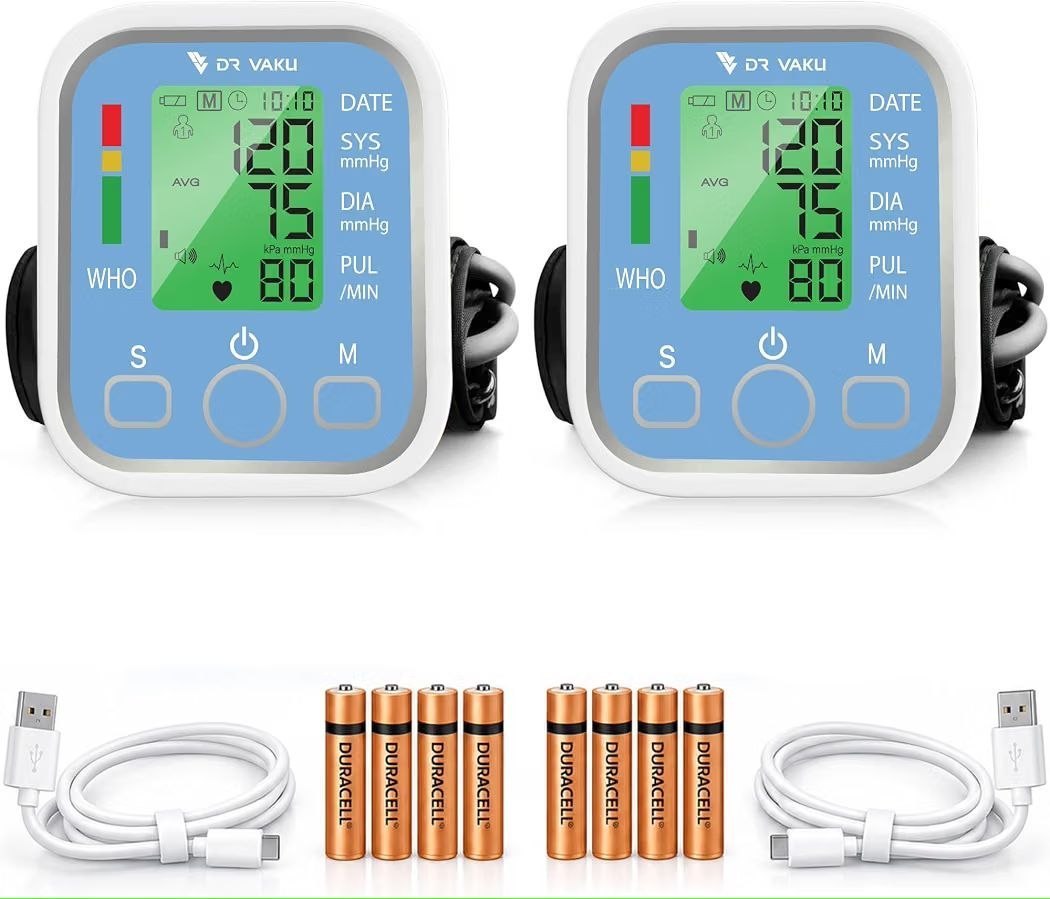 DR VAKU
M 10:10 DATE
1
120 SYS
mmHg
AVG
75 DIA
mmHg
kPa mmHg
WHO 80 PUL
/MIN
S M
DR VAKU
M 10:10 DATE
1
120 SYS
mmHg
AVG
75 DIA
mmHg
kPa mmHg
WHO 80 PUL
/MIN
S M
DURACELL
DURACELL
DURACELL
DURACELL
DURACELL
DURACELL
DURACELL
DURACELL